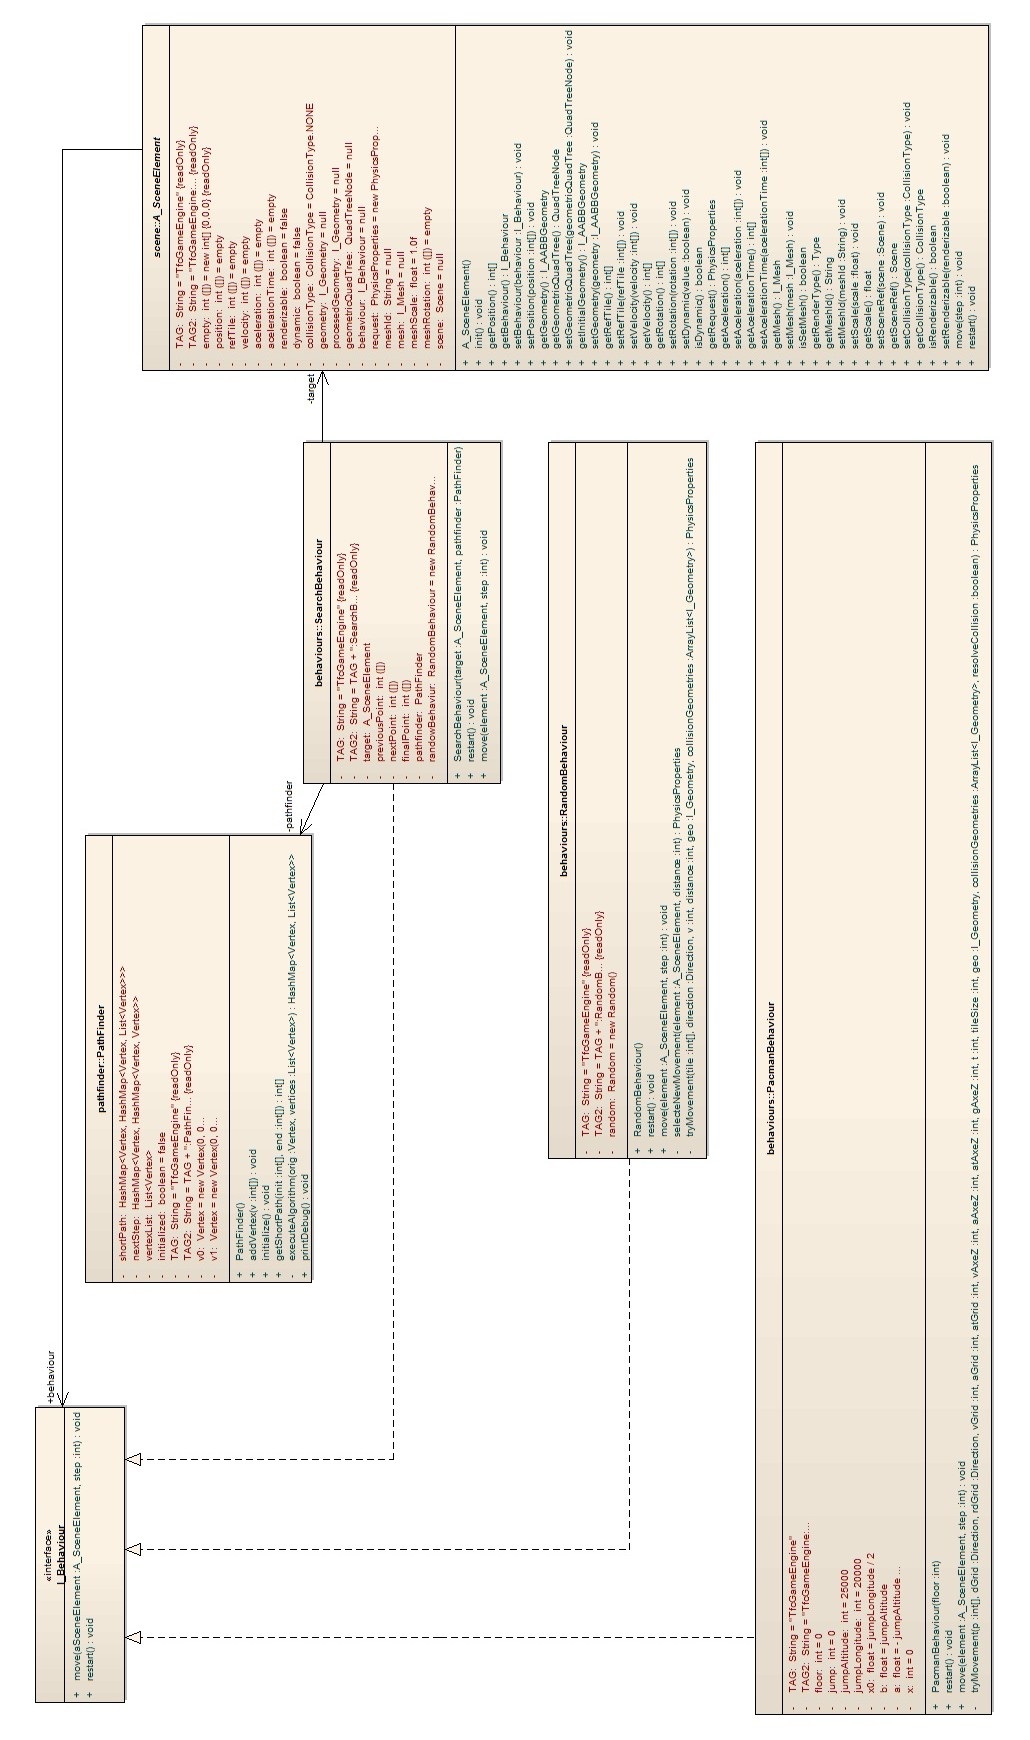 «interface»
I_Behaviour
+ move(aSceneElement :A_SceneElement, step :int) : void
+ restart() : void
+behaviour
pathfinder::PathFinder
- shortPath: HashMap<Vertex, HashMap<Vertex, List<Vertex>>>
- nextStep: HashMap<Vertex, HashMap<Vertex, Vertex>>
- vertexList: List<Vertex>
- initialized: boolean = false
- TAG: String = "TfcGameEngine" {readOnly}
- TAG2: String = TAG + ":PathFin... {readOnly}
- v0: Vertex = new Vertex(0, 0...
- v1: Vertex = new Vertex(0, 0...
+ PathFinder()
+ addVertex(v :int[]) : void
+ initialize() : void
+ getShortPath(init :int[], end :int[]) : int[]
- executeAlgorithm(orig :Vertex, vertices :List<Vertex>) : HashMap<Vertex, List<Vertex>>
+ printDebug() : void
-pathfinder
behaviours::SearchBehaviour
- TAG: String = "TfcGameEngine" {readOnly}
- TAG2: String = TAG + ":SearchB... {readOnly}
- target: A_SceneElement
- previousPoint: int ([])
- nextPoint: int ([])
- finalPoint: int ([])
- pathfinder: PathFinder
- randowBehaviur: RandomBehaviour = new RandomBehav...
+ SearchBehaviour(target :A_SceneElement, pathfinder :PathFinder)
+ restart() : void
+ move(element :A_SceneElement, step :int) : void
-target
scene::A_SceneElement
- TAG: String = "TfcGameEngine" {readOnly}
- TAG2: String = "TfcGameEngine:... {readOnly}
- empty: int ([]) = new int[] {0,0,0} {readOnly}
- position: int ([]) = empty
- refTile: int ([]) = empty
- velocity: int ([]) = empty
- aceleration: int ([]) = empty
- acelerationTime: int ([]) = empty
- renderizable: boolean = false
- dynamic: boolean = false
- collisionType: CollisionType = CollisionType.NONE
- geometry: I_Geometry = null
- procesedGeometry: I_Geometry = null
- geometricQuadTree: QuadTreeNode = null
- behaviour: I_Behaviour = null
- request: PhysicsProperties = new PhysicsProp...
- meshId: String = null
- mesh: I_Mesh = null
- meshScale: float = 1.0f
- meshRotation: int ([]) = empty
- scene: Scene = null
+ A_SceneElement()
+ init() : void
+ getPosition() : int[]
+ getBehaviour() : I_Behaviour
+ setBehaviour(behaviour :I_Behaviour) : void
+ setPosition(position :int[]) : void
+ getGeometry() : I_AABBGeometry
+ getGeometricQuadTree() : QuadTreeNode
+ setGeometricQuadTree(geometricQuadTree :QuadTreeNode) : void
+ getInitialGeometry() : I_AABBGeometry
+ setGeometry(geometry :I_AABBGeometry) : void
+ getRefTile() : int[]
+ setRefTile(refTile :int[]) : void
+ setVelocity(velocity :int[]) : void
+ getVelocity() : int[]
+ getRotation() : int[]
+ setRotation(rotation :int[]) : void
+ setDynamic(value :boolean) : void
+ isDynamic() : boolean
+ getRequest() : PhysicsProperties
+ getAceleration() : int[]
+ setAceleration(aceleration :int[]) : void
+ getAcelerationTime() : int[]
+ setAcelerationTime(acelerationTime :int[]) : void
+ getMesh() : I_Mesh
+ setMesh(mesh :I_Mesh) : void
+ isSetMesh() : boolean
+ getRenderType() : Type
+ getMeshId() : String
+ setMeshId(meshId :String) : void
+ setScale(scale :float) : void
+ getScale() : float
+ setSceneRef(scene :Scene) : void
+ getSceneRef() : Scene
+ setCollisionType(collisionType :CollisionType) : void
+ getCollisionType() : CollisionType
+ isRenderizable() : boolean
+ setRenderizable(renderizable :boolean) : void
+ move(step :int) : void
+ restart() : void
behaviours::RandomBehaviour
- TAG: String = "TfcGameEngine" {readOnly}
- TAG2: String = TAG + ":RandomB... {readOnly}
- random: Random = new Random()
+ RandomBehaviour()
+ restart() : void
+ move(element :A_SceneElement, step :int) : void
- selecteNewMovement(element :A_SceneElement, distance :int) : PhysicsProperties
- tryMovement(tile :int[], direction :Direction, v :int, distance :int, geo :I_Geometry, collisionGeometries :ArrayList<I_Geometry>) : PhysicsProperties
behaviours::PacmanBehaviour
- TAG: String = "TfcGameEngine"
- TAG2: String = "TfcGameEngine:...
- floor: int = 0
- jump: int = 0
- jumpAltitude: int = 25000
- jumpLongitude: int = 20000
- x0: float = jumpLongitude / 2
- b: float = jumpAltitude
- a: float = - jumpAltitude ...
- x: int = 0
+ PacmanBehaviour(floor :int)
+ restart() : void
+ move(element :A_SceneElement, step :int) : void
- tryMovement(p :int[], dGrid :Direction, rdGrid :Direction, vGrid :int, aGrid :int, atGrid :int, vAxeZ :int, aAxeZ :int, atAxeZ :int, gAxeZ :int, t :int, tileSize :int, geo :I_Geometry, collisionGeometries :ArrayList<I_Geometry>, resolveCollision :boolean) : PhysicsProperties